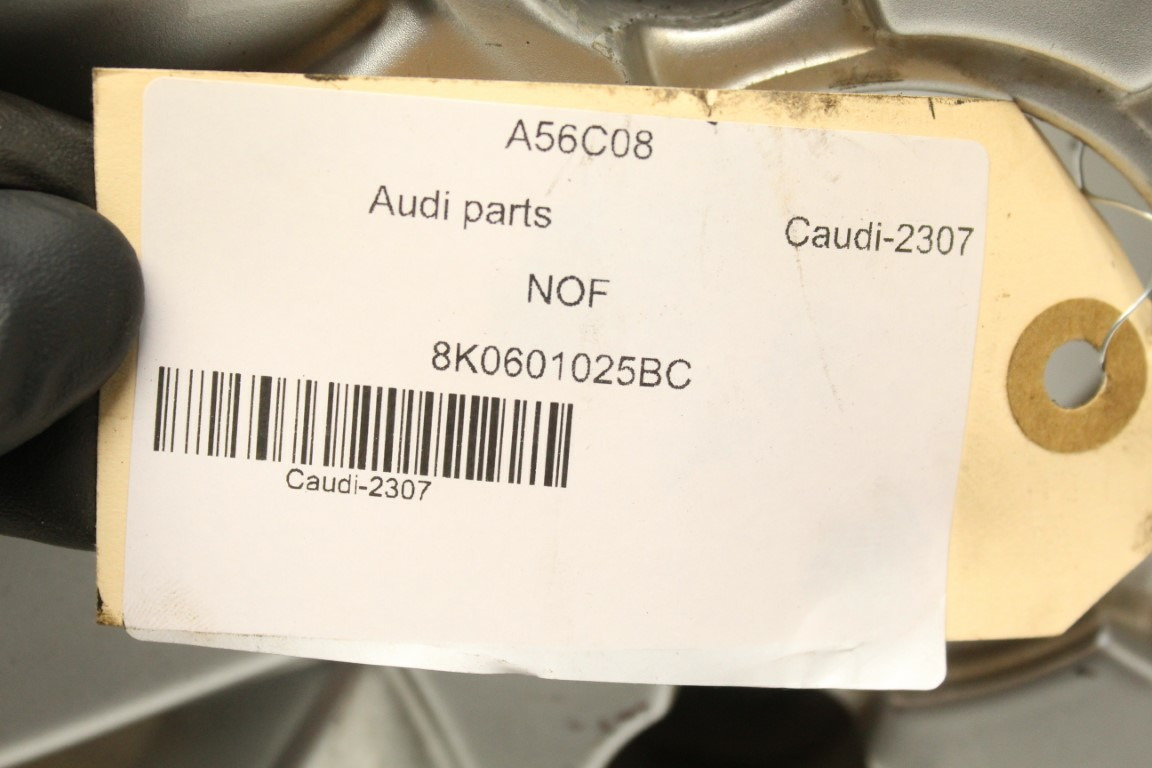 A56C08
Audi parts
Caudi-2307
NOF
8K0601025BC
Caudi-2307